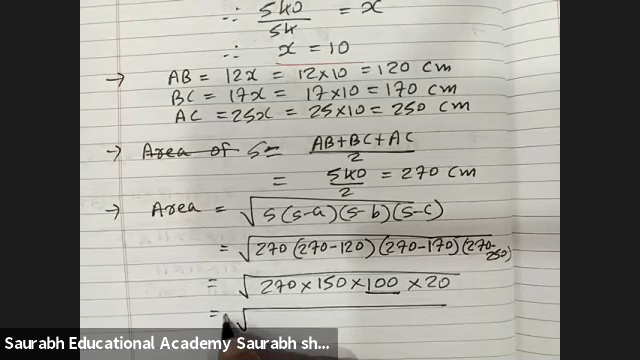 ∴ 540/54 = x
∴ x = 10
→ AB = 12x = 12×10 = 120 cm
BC = 17x = 17×10 = 170 cm
AC = 25x = 25×10 = 250 cm
→ Area of S = AB+BC+AC/2
= 540/2 = 270 cm
→ Area = √s(s-a)(s-b)(s-c)
= √270(270-120)(270-170)(270-250)
= √270×150×100×20
= √
Saurabh Educational Academy Saurabh sh...